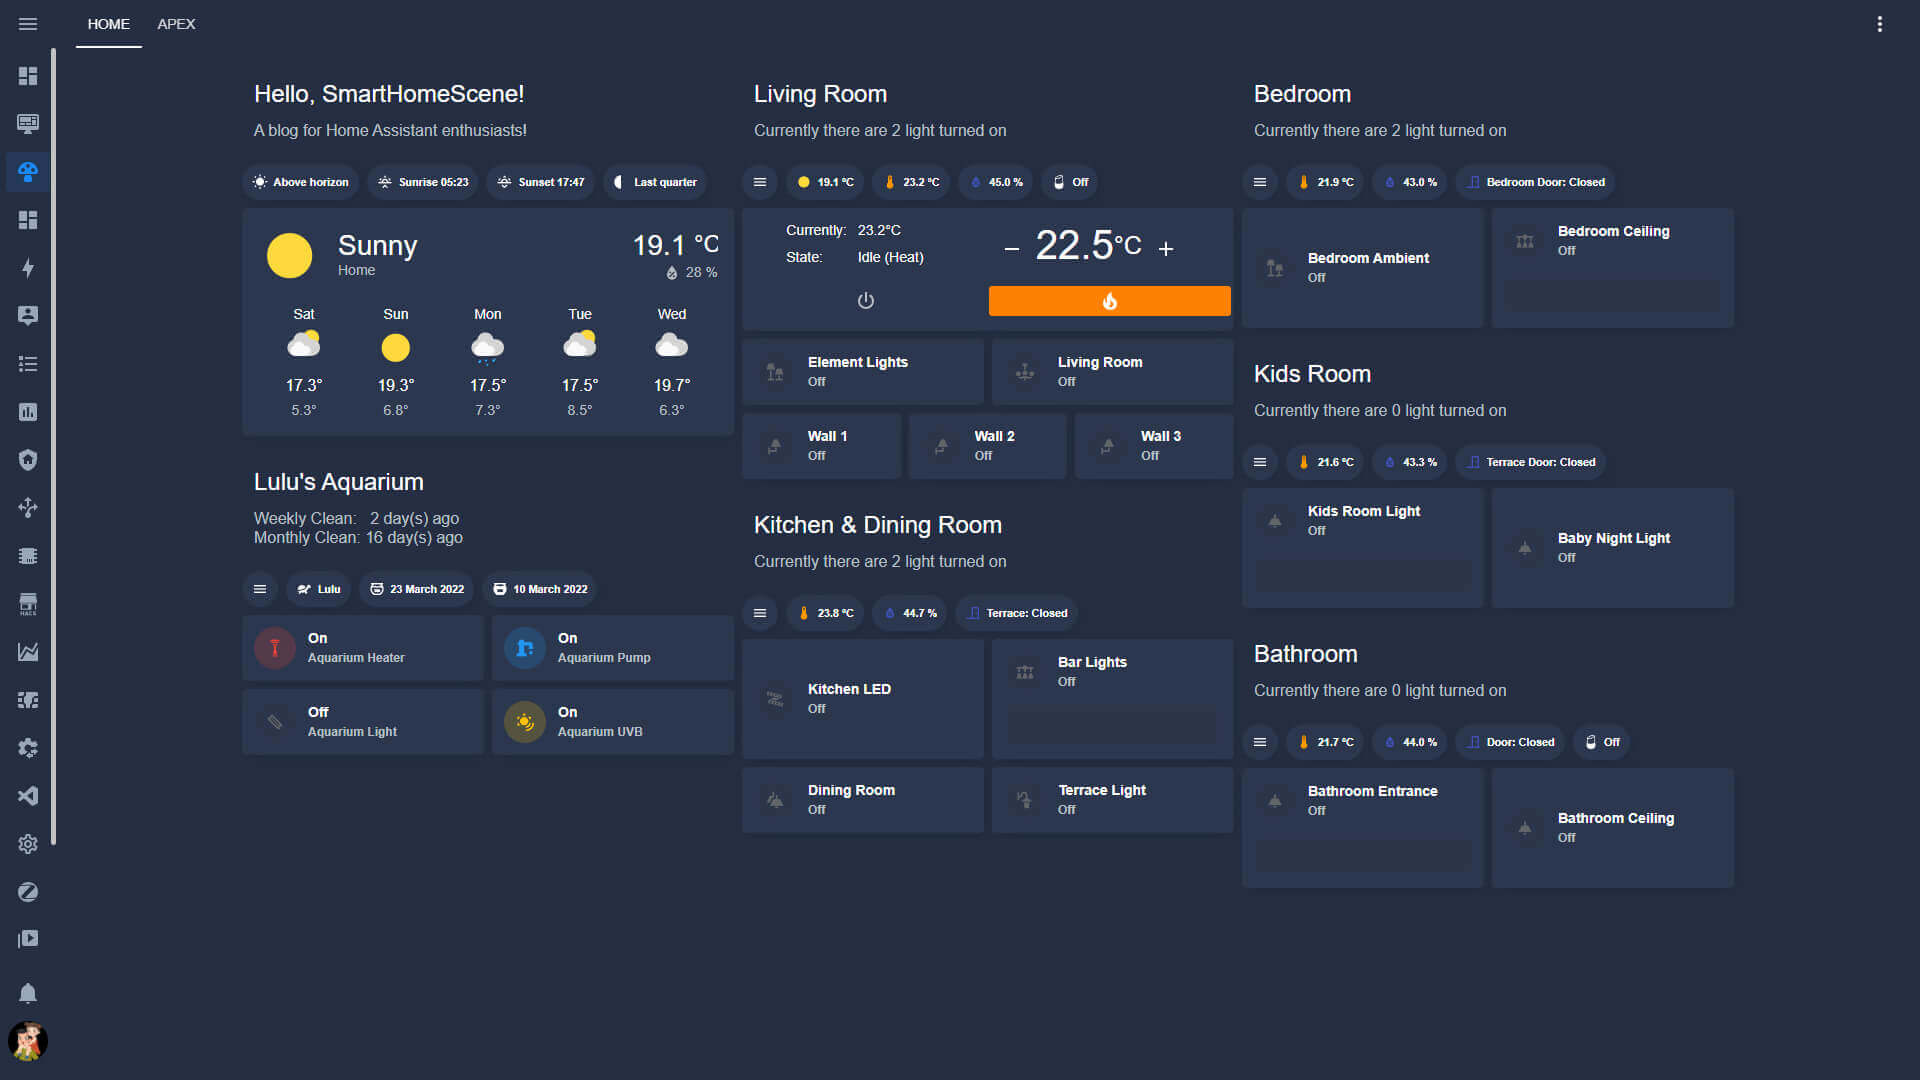 HOME APEX
Hello, SmartHomeScene!
A blog for Home Assistant enthusiasts!
Above horizon Sunrise 05:23 Sunset 17:47 Last quarter
Sunny 19.1 °C
Home 28 %
Sat Sun Mon Tue Wed
17.3° 19.3° 17.5° 17.5° 19.7°
5.3° 6.8° 7.3° 8.5° 6.3°
Lulu's Aquarium
Weekly Clean: 2 day(s) ago
Monthly Clean: 16 day(s) ago
Lulu 23 March 2022 10 March 2022
On
Aquarium Heater
On
Aquarium Pump
Off
Aquarium Light
On
Aquarium UVB
Living Room
Currently there are 2 light turned on
19.1 °C 23.2 °C 45.0 % Off
Currently: 23.2°C
State: Idle (Heat)
− 22.5°C +
Element Lights
Off
Living Room
Off
Wall 1
Off
Wall 2
Off
Wall 3
Off
Kitchen & Dining Room
Currently there are 2 light turned on
23.8 °C 44.7 % Terrace: Closed
Kitchen LED
Off
Bar Lights
Off
Dining Room
Off
Terrace Light
Off
Bedroom
Currently there are 2 light turned on
21.9 °C 43.0 % Bedroom Door: Closed
Bedroom Ambient
Off
Bedroom Ceiling
Off
Kids Room
Currently there are 0 light turned on
21.6 °C 43.3 % Terrace Door: Closed
Kids Room Light
Off
Baby Night Light
Off
Bathroom
Currently there are 0 light turned on
21.7 °C 44.0 % Door: Closed Off
Bathroom Entrance
Off
Bathroom Ceiling
Off
HACS